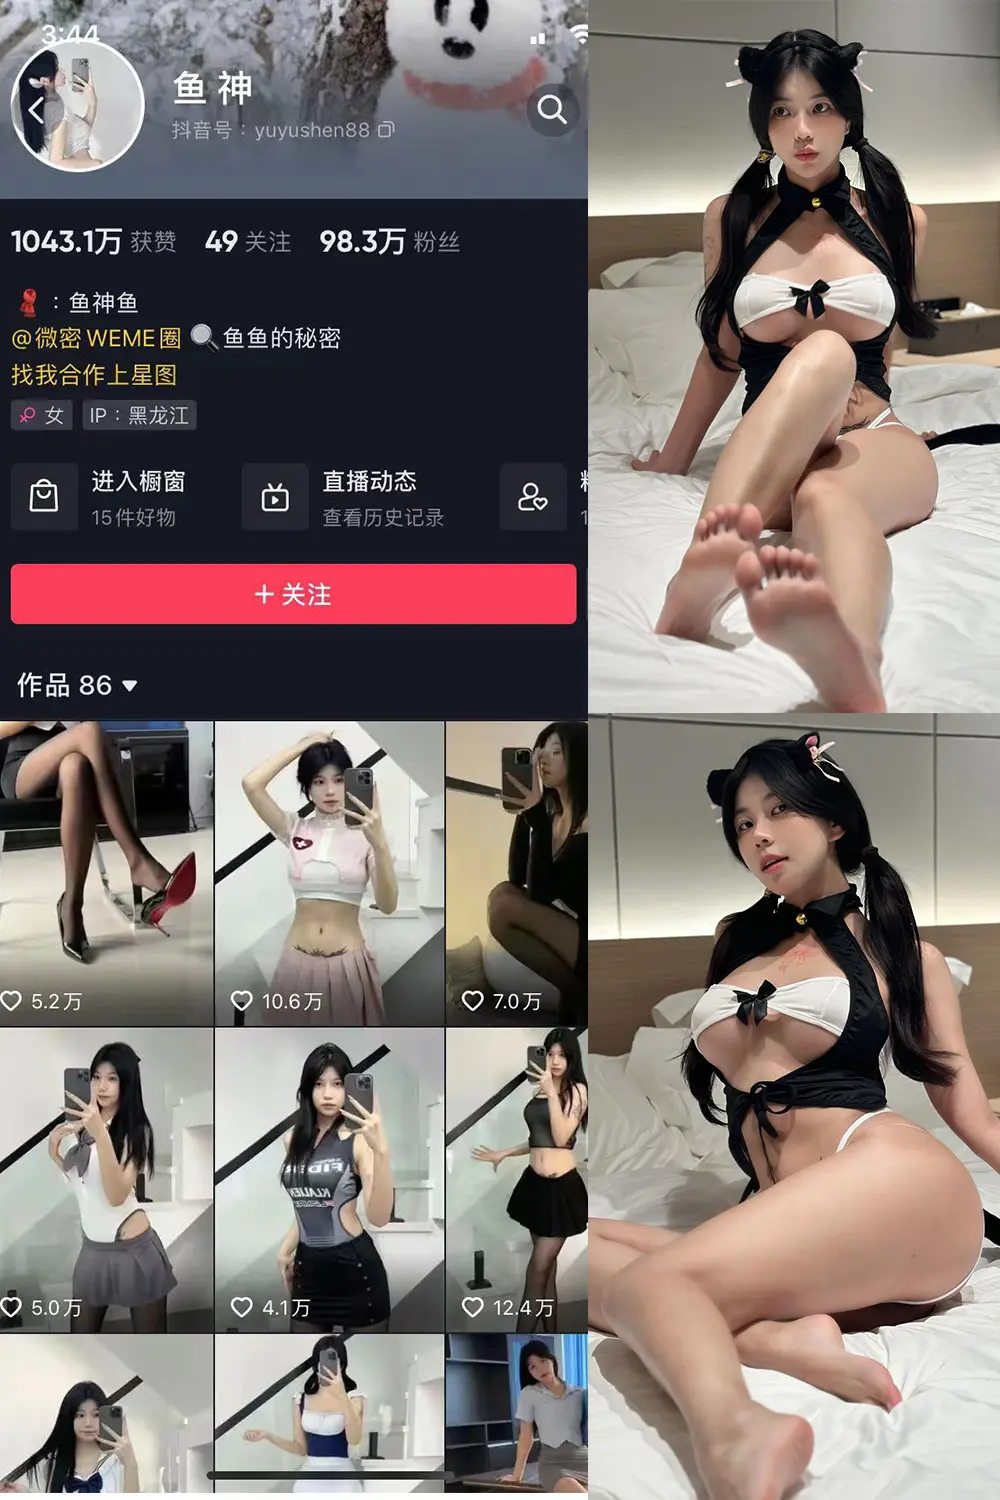 3:44
鱼 神
抖音号：yuyushen88
1043.1万 获赞 49 关注 98.3万 粉丝
：鱼神鱼
@微密 WEME 圈 鱼鱼的秘密
找我合作上星图
女 IP：黑龙江
进入橱窗
15件好物
直播动态
查看历史记录
+ 关注
作品 86
5.2万
10.6万
7.0万
5.0万
4.1万
12.4万